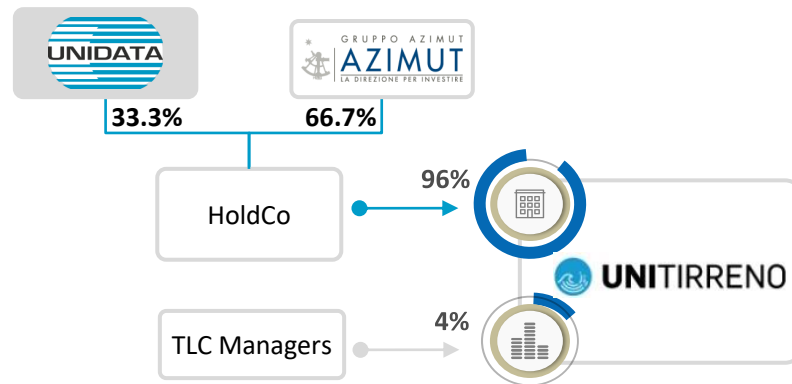 UNIDATA
GRUPPO AZIMUT
AZIMUT
LA DIREZIONE PER INVESTIRE
33.3%
66.7%
HoldCo
96%
UNITIRRENO
TLC Managers
4%